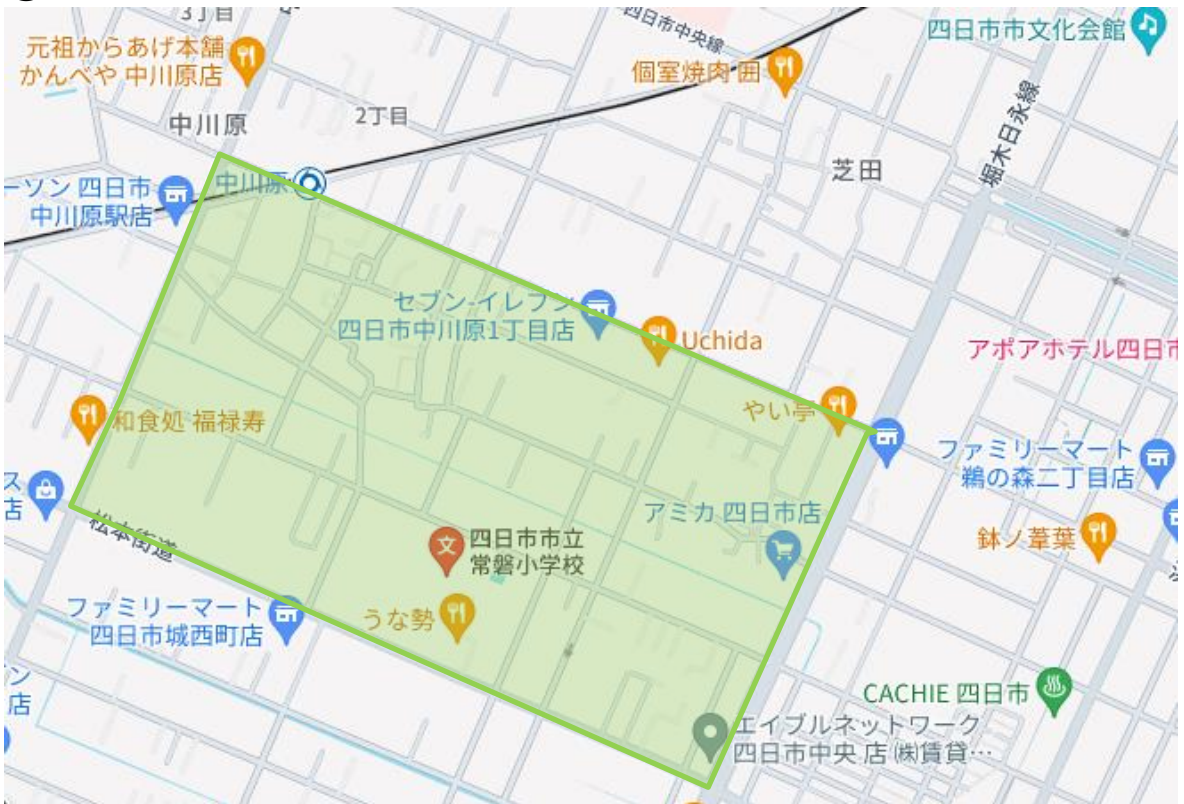 3丁目
四日市中央線
四日市市文化会館
元祖からあげ本舗
かんべや 中川原店
個室焼肉 囲
堀木日永線
2丁目
中川原
芝田
中川原
ーソン 四日市
中川原駅店
セブン-イレブン
四日市中川原1丁目店
Uchida
アポアホテル四日市
やい亭
和食処 福禄寿
ファミリーマート
鵜の森二丁目店
ス
店
アミカ 四日市店
松本街道
四日市市立
常磐小学校
鉢ノ葦葉
ファミリーマート
四日市城西町店
うな勢
ン
店
CACHIE 四日市
エイブルネットワーク
四日市中央 店 ㈱賃貸…